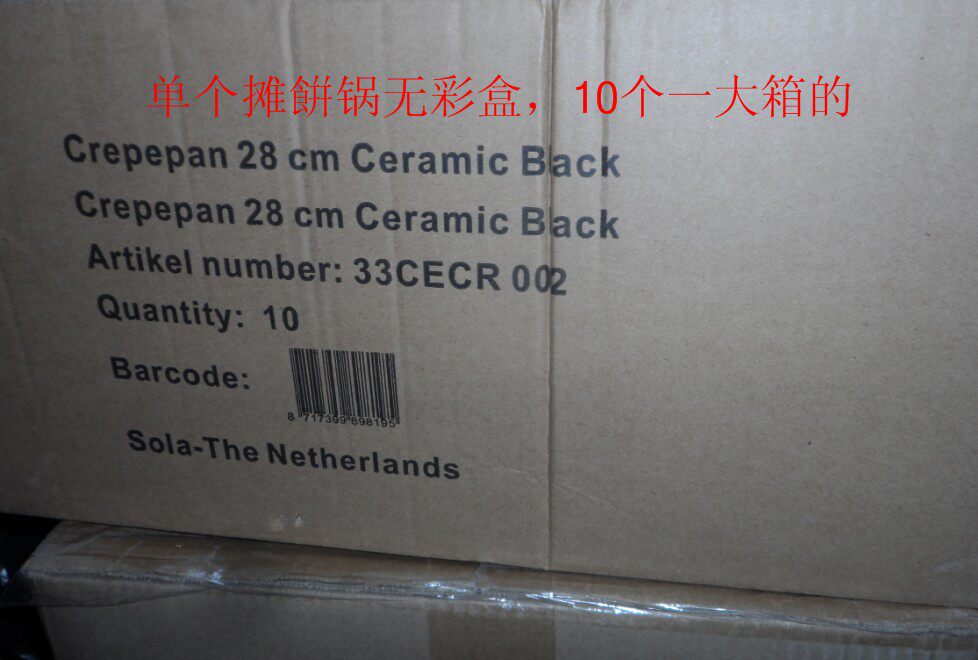 单个摊餅锅无彩盒，10个一大箱的
Crepepan 28 cm Ceramic Back
Crepepan 28 cm Ceramic Back
Artikel number: 33CECR 002
Quantity: 10
Barcode:
8 717399 898195
Sola-The Netherlands